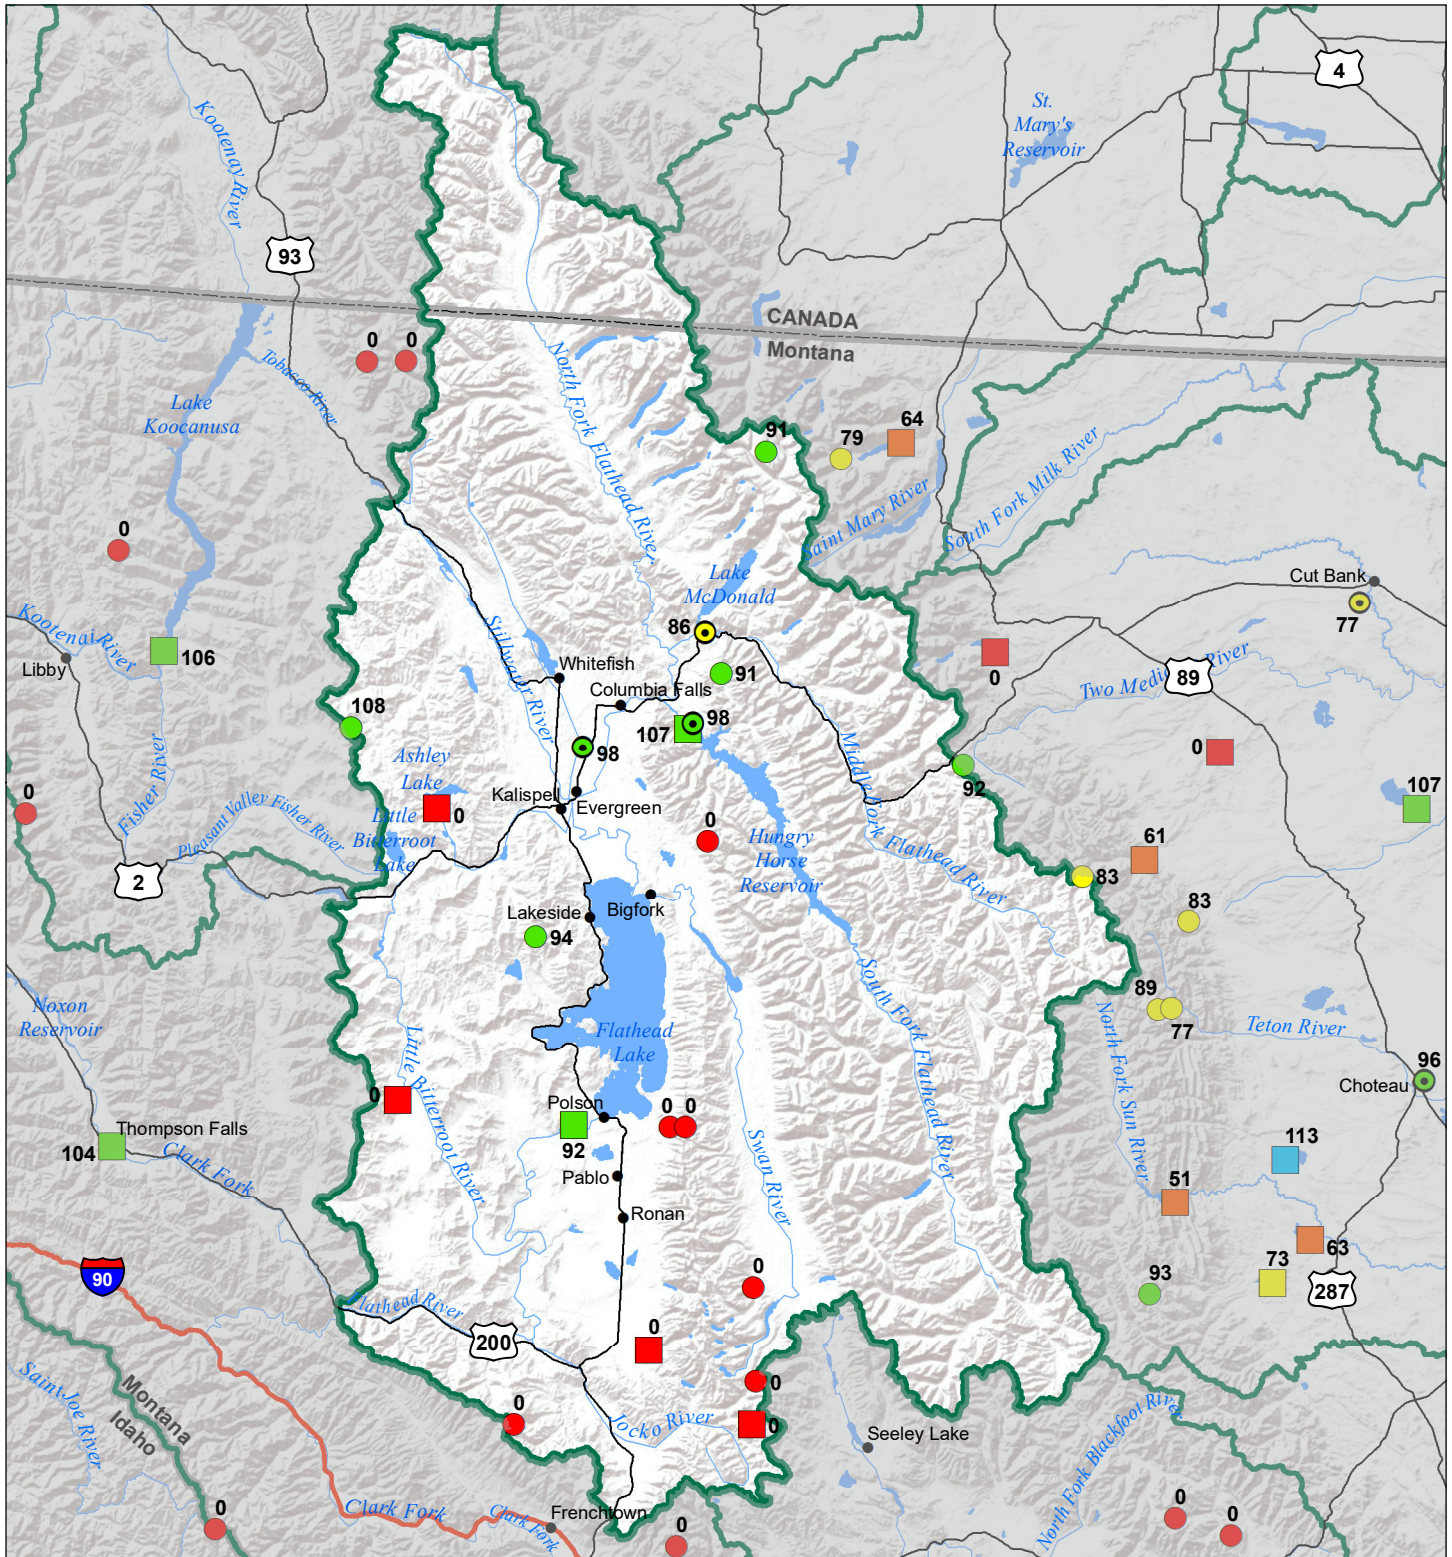 4
St.
Mary's
Reservoir
Kootenay River
93
CANADA
Montana
0
0
Tobacco River
North Fork Flathead River
Lake
Koocanusa
91
79
64
South Fork Milk River
Saint Mary River
0
Lake
McDonald
Cut Bank
77
Kootenai River
Libby
106
86
Stillwater River
Whitefish
Columbia Falls
91
0
Two Medicine River
89
108
98
107
98
Middle Fork Flathead River
92
0
107
Ashley
Lake
0
Kalispell
Evergreen
Little
Bitterroot
Lake
Fisher River
Pleasant Valley Fisher River
0
2
0
Hungry
Horse
Reservoir
61
83
83
Lakeside
Bigfork
94
Noxon
Reservoir
Flathead
Lake
South Fork Flathead River
89
77
North Fork Sun River
Teton River
96
Choteau
Little Bitterroot River
0
Polson
92
0
0
Thompson Falls
104
Clark Fork
Pablo
Ronan
Swan River
113
51
63
73
93
287
90
0
Flathead River
200
0
0
0
0
Jocko River
Montana
Idaho
Saint Joe River
Seeley Lake
North Fork Blackfoot River
0
Clark Fork
Clark Fork
Frenchtown
0
0
0